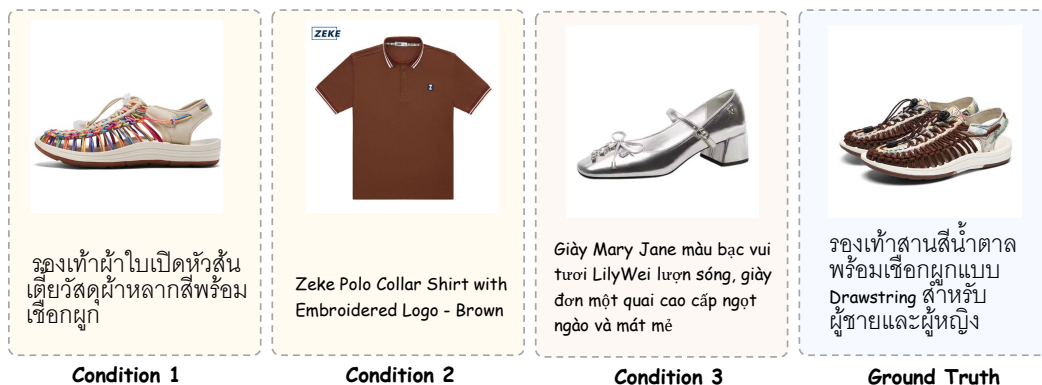 รองเท้าผ้าใบเปิดหัวส้น
เตี้ยวัสดุผ้าหลากสีพร้อม
เชือกผูก
Condition 1
ZEKE
Z
Zeke Polo Collar Shirt with
Embroidered Logo - Brown
Condition 2
Giày Mary Jane màu bạc vui
tươi LilyWei lượn sóng, giày
đơn một quai cao cấp ngọt
ngào và mát mẻ
Condition 3
รองเท้าสานสีน้ำตาล
พร้อมเชือกผูกแบบ
Drawstring สำหรับ
ผู้ชายและผู้หญิง
Ground Truth